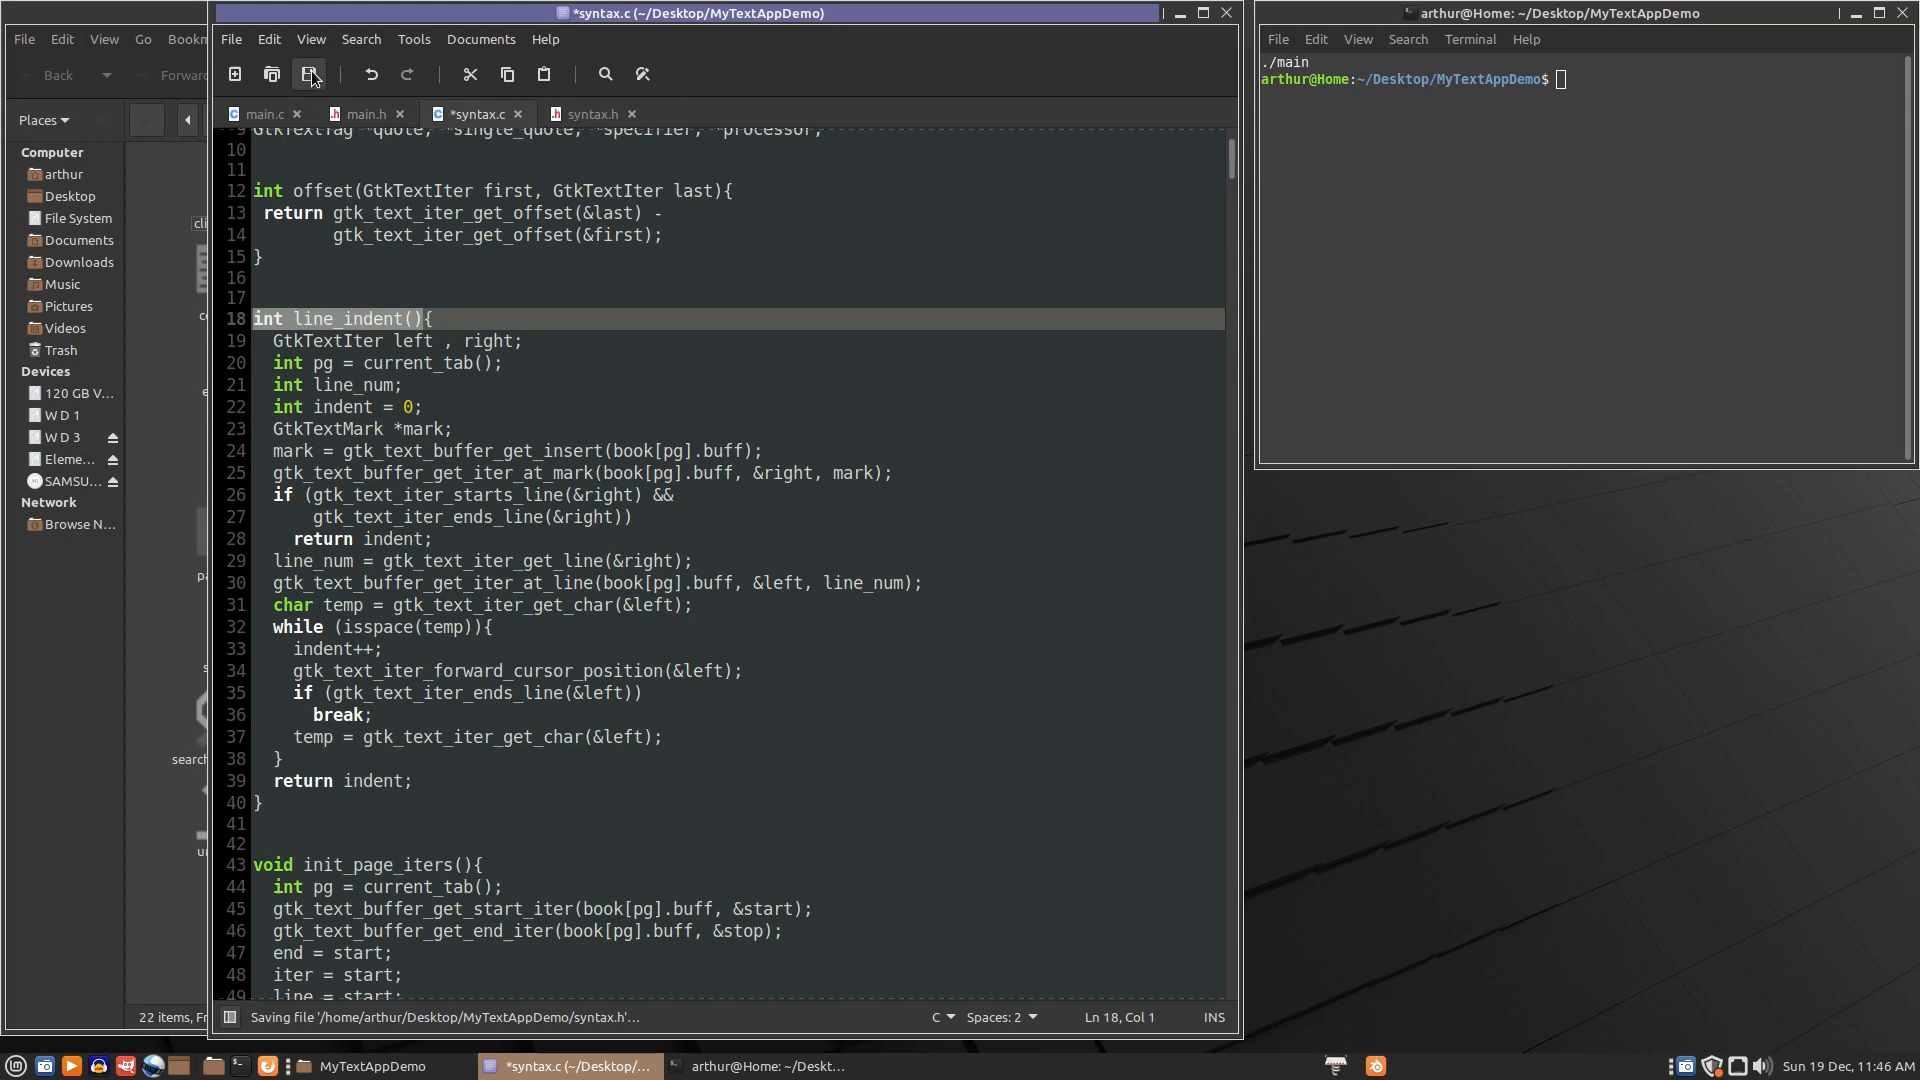 *syntax.c (~/Desktop/MyTextAppDemo)
arthur@Home: ~/Desktop/MyTextAppDemo
File Edit View Go Bookn
File Edit View Search Tools Documents Help
File Edit View Search Terminal Help
Back
Forward
./main
arthur@Home:~/Desktop/MyTextAppDemo$
Places
Computer
arthur
Desktop
File System
Documents
Downloads
Music
Pictures
Videos
Trash
Devices
120 GB V...
W D 1
W D 3
Eleme...
SAMSU...
Network
Browse N...
search
22 items, Fr
main.c
main.h
*syntax.c
syntax.h
9 GtkTextTag *quote, *single_quote, *specifier, *processor,
10
11
12 int offset(GtkTextIter first, GtkTextIter last){
13 return gtk_text_iter_get_offset(&last) -
14 gtk_text_iter_get_offset(&first);
15 }
16
17
18 int line_indent(){
19 GtkTextIter left , right;
20 int pg = current_tab();
21 int line_num;
22 int indent = 0;
23 GtkTextMark *mark;
24 mark = gtk_text_buffer_get_insert(book[pg].buff);
25 gtk_text_buffer_get_iter_at_mark(book[pg].buff, &right, mark);
26 if (gtk_text_iter_starts_line(&right) &&
27 gtk_text_iter_ends_line(&right))
28 return indent;
29 line_num = gtk_text_iter_get_line(&right);
30 gtk_text_buffer_get_iter_at_line(book[pg].buff, &left, line_num);
31 char temp = gtk_text_iter_get_char(&left);
32 while (isspace(temp)){
33 indent++;
34 gtk_text_iter_forward_cursor_position(&left);
35 if (gtk_text_iter_ends_line(&left))
36 break;
37 temp = gtk_text_iter_get_char(&left);
38 }
39 return indent;
40 }
41
42
43 void init_page_iters(){
44 int pg = current_tab();
45 gtk_text_buffer_get_start_iter(book[pg].buff, &start);
46 gtk_text_buffer_get_end_iter(book[pg].buff, &stop);
47 end = start;
48 iter = start;
49 line = start;
Saving file '/home/arthur/Desktop/MyTextAppDemo/syntax.h'...
C Spaces: 2 Ln 18, Col 1 INS
MyTextAppDemo
*syntax.c (~/Desktop/...
arthur@Home: ~/Deskt...
Sun 19 Dec, 11:46 AM